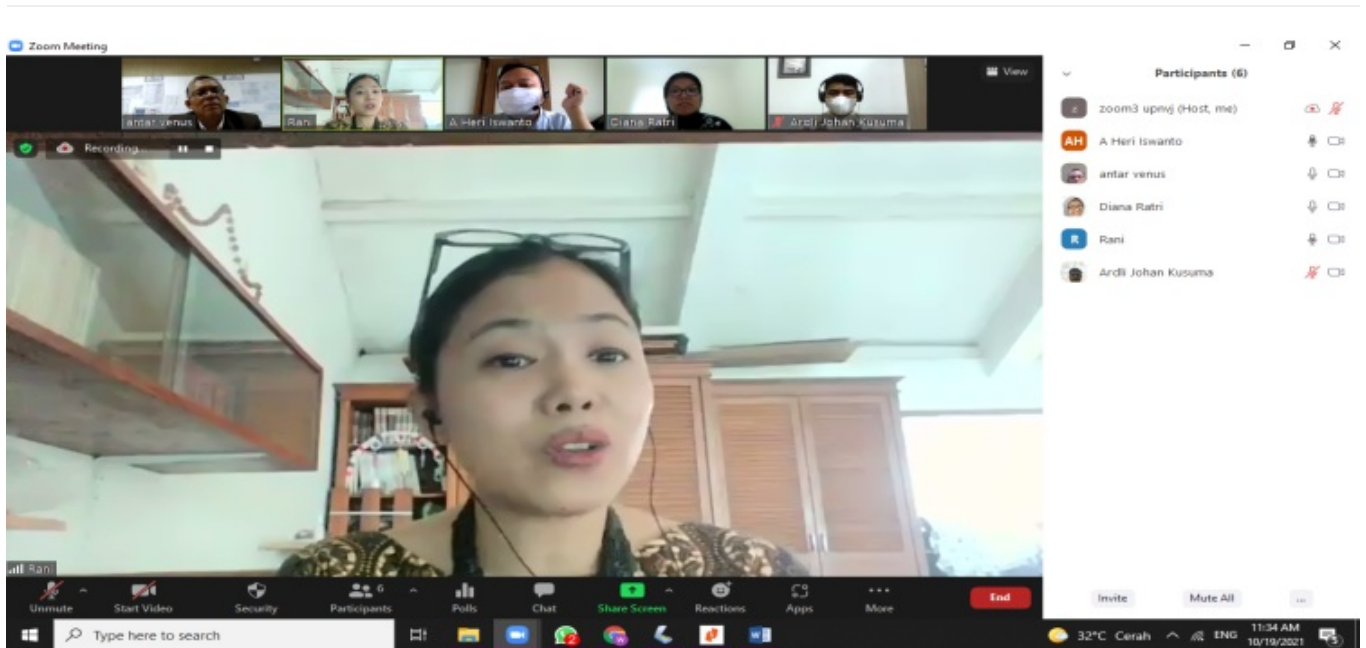 Zoom Meeting
antar venus
Rani
A Heri Iswanto
Diana Ratri
Ardli Johan Kusuma
View
Recording...
Rani
Participants (6)
z
zoom3 upnvj (Host, me)
AH
A Heri Iswanto
antar venus
Diana Ratri
R
Rani
Ardli Johan Kusuma
Unmute
Start Video
Security
6
Participants
Polls
Chat
Share Screen
Reactions
Apps
More
End
Invite
Mute All
...
Type here to search
2
32°C Cerah
ENG
11:34 AM
10/19/2021